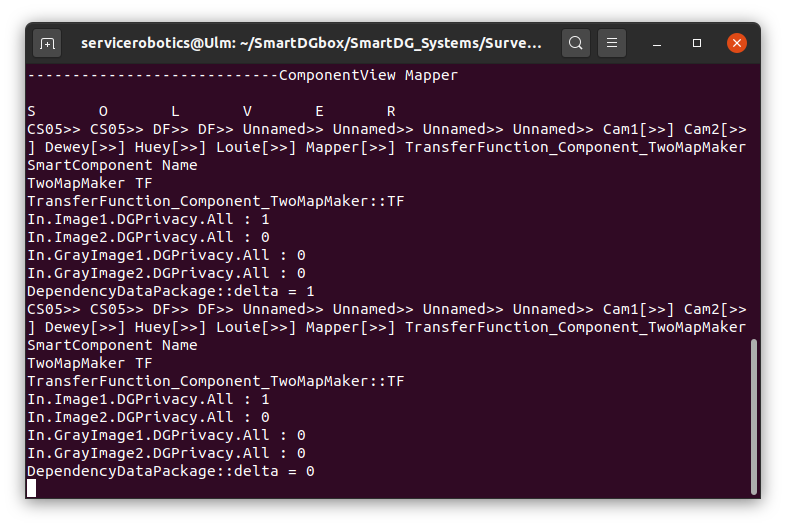 servicerobotics@Ulm: ~/SmartDGbox/SmartDG_Systems/Surve...
----------------------------ComponentView Mapper
S O L V E R
CS05>> CS05>> DF>> DF>> Unnamed>> Unnamed>> Unnamed>> Unnamed>> Cam1[>>] Cam2[>>
] Dewey[>>] Huey[>>] Louie[>>] Mapper[>>] TransferFunction_Component_TwoMapMaker
SmartComponent Name
TwoMapMaker TF
TransferFunction_Component_TwoMapMaker::TF
In.Image1.DGPrivacy.All : 1
In.Image2.DGPrivacy.All : 0
In.GrayImage1.DGPrivacy.All : 0
In.GrayImage2.DGPrivacy.All : 0
DependencyDataPackage::delta = 1
CS05>> CS05>> DF>> DF>> Unnamed>> Unnamed>> Unnamed>> Unnamed>> Cam1[>>] Cam2[>>
] Dewey[>>] Huey[>>] Louie[>>] Mapper[>>] TransferFunction_Component_TwoMapMaker
SmartComponent Name
TwoMapMaker TF
TransferFunction_Component_TwoMapMaker::TF
In.Image1.DGPrivacy.All : 1
In.Image2.DGPrivacy.All : 0
In.GrayImage1.DGPrivacy.All : 0
In.GrayImage2.DGPrivacy.All : 0
DependencyDataPackage::delta = 0